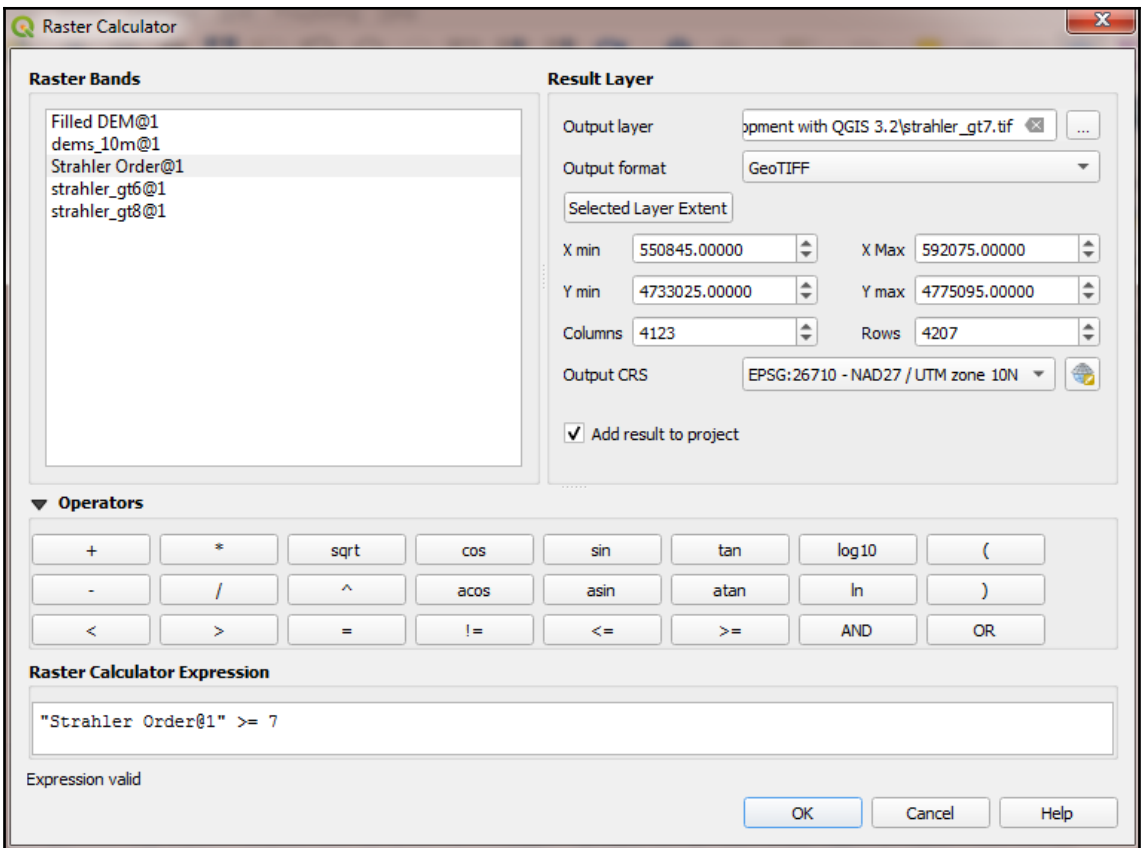 Raster Calculator
Raster Bands
Filled DEM@1
dems_10m@1
Strahler Order@1
strahler_gt6@1
strahler_gt8@1
Result Layer
Output layer opment with QGIS 3.2\strahler_gt7.tif ...
Output format GeoTIFF
Selected Layer Extent
X min 550845.00000 X Max 592075.00000
Y min 4733025.00000 Y max 4775095.00000
Columns 4123 Rows 4207
Output CRS EPSG:26710 - NAD27 / UTM zone 10N
Add result to project
Operators
+ * sqrt cos sin tan log10 (
- / ^ acos asin atan ln )
< > = != <= >= AND OR
Raster Calculator Expression
"Strahler Order@1" >= 7
Expression valid
OK Cancel Help